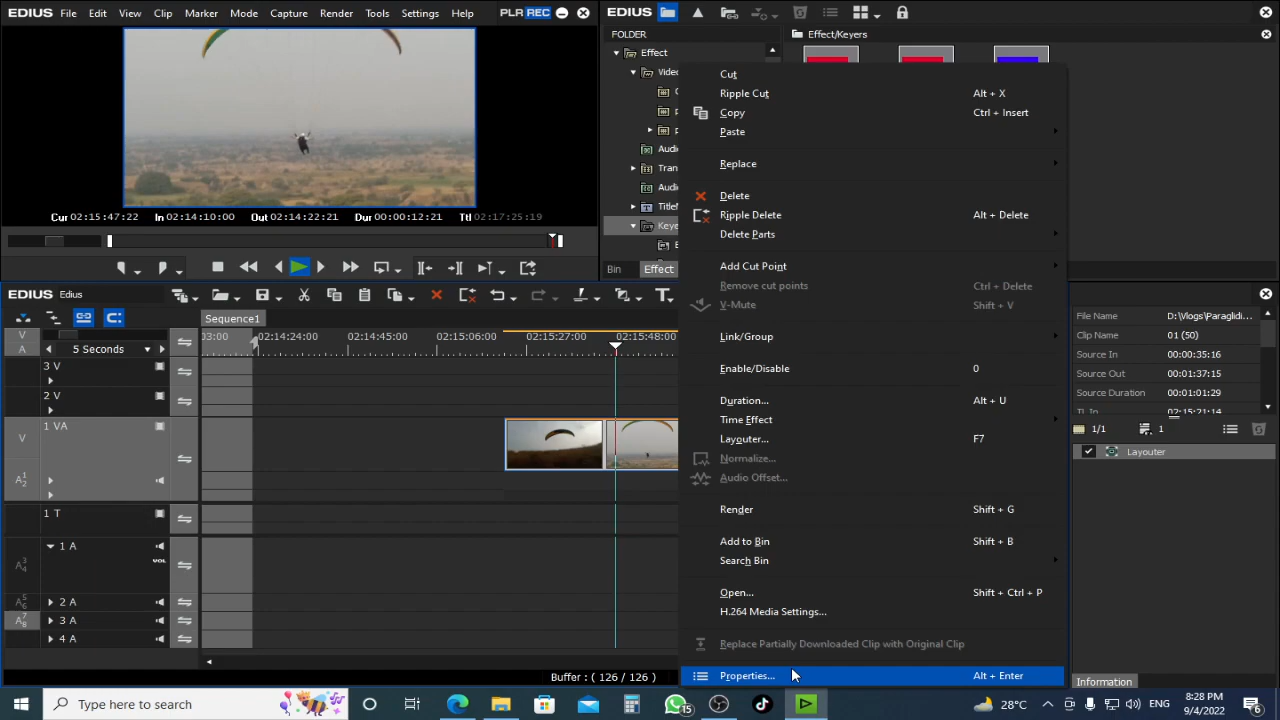 File Edit View Clip Marker Mode Capture Render Tools Settings Help PLR REC
Cur 02:15:47:22 In 02:14:10:00 Out 02:14:22:21 Dur 00:00:12:21 Ttl 02:17:25:19
EDIUS
FOLDER
Effect/Keyers
Effect
Bin Effect
Cut
Ripple Cut Alt + X
Copy Ctrl + Insert
Paste
Replace
Delete
Ripple Delete Alt + Delete
Delete Parts
Add Cut Point
Remove cut points Ctrl + Delete
V-Mute Shift + V
Link/Group
Enable/Disable 0
Duration... Alt + U
Time Effect
Layouter... F7
Normalize...
Audio Offset...
Render Shift + G
Add to Bin Shift + B
Search Bin
Open... Shift + Ctrl + P
H.264 Media Settings...
Replace Partially Downloaded Clip with Original Clip
Properties... Alt + Enter
EDIUS Edius
Sequence1
V
A
5 Seconds
:03:00 02:14:24:00 02:14:45:00 02:15:06:00 02:15:27:00 02:15:48:00
3 V
2 V
V 1 VA
1 T
1 A
VOL
2 A
3 A
4 A
Buffer : ( 126 / 126 )
File Name D:\Vlogs\Paraglidi...
Clip Name 01 (50)
Source In 00:00:35:16
Source Out 00:01:37:15
Source Duration 00:01:01:29
TL In 02:15:21:14
1/1 1
Layouter
Information
Type here to search
15
28°C
ENG
8:28 PM
9/4/2022